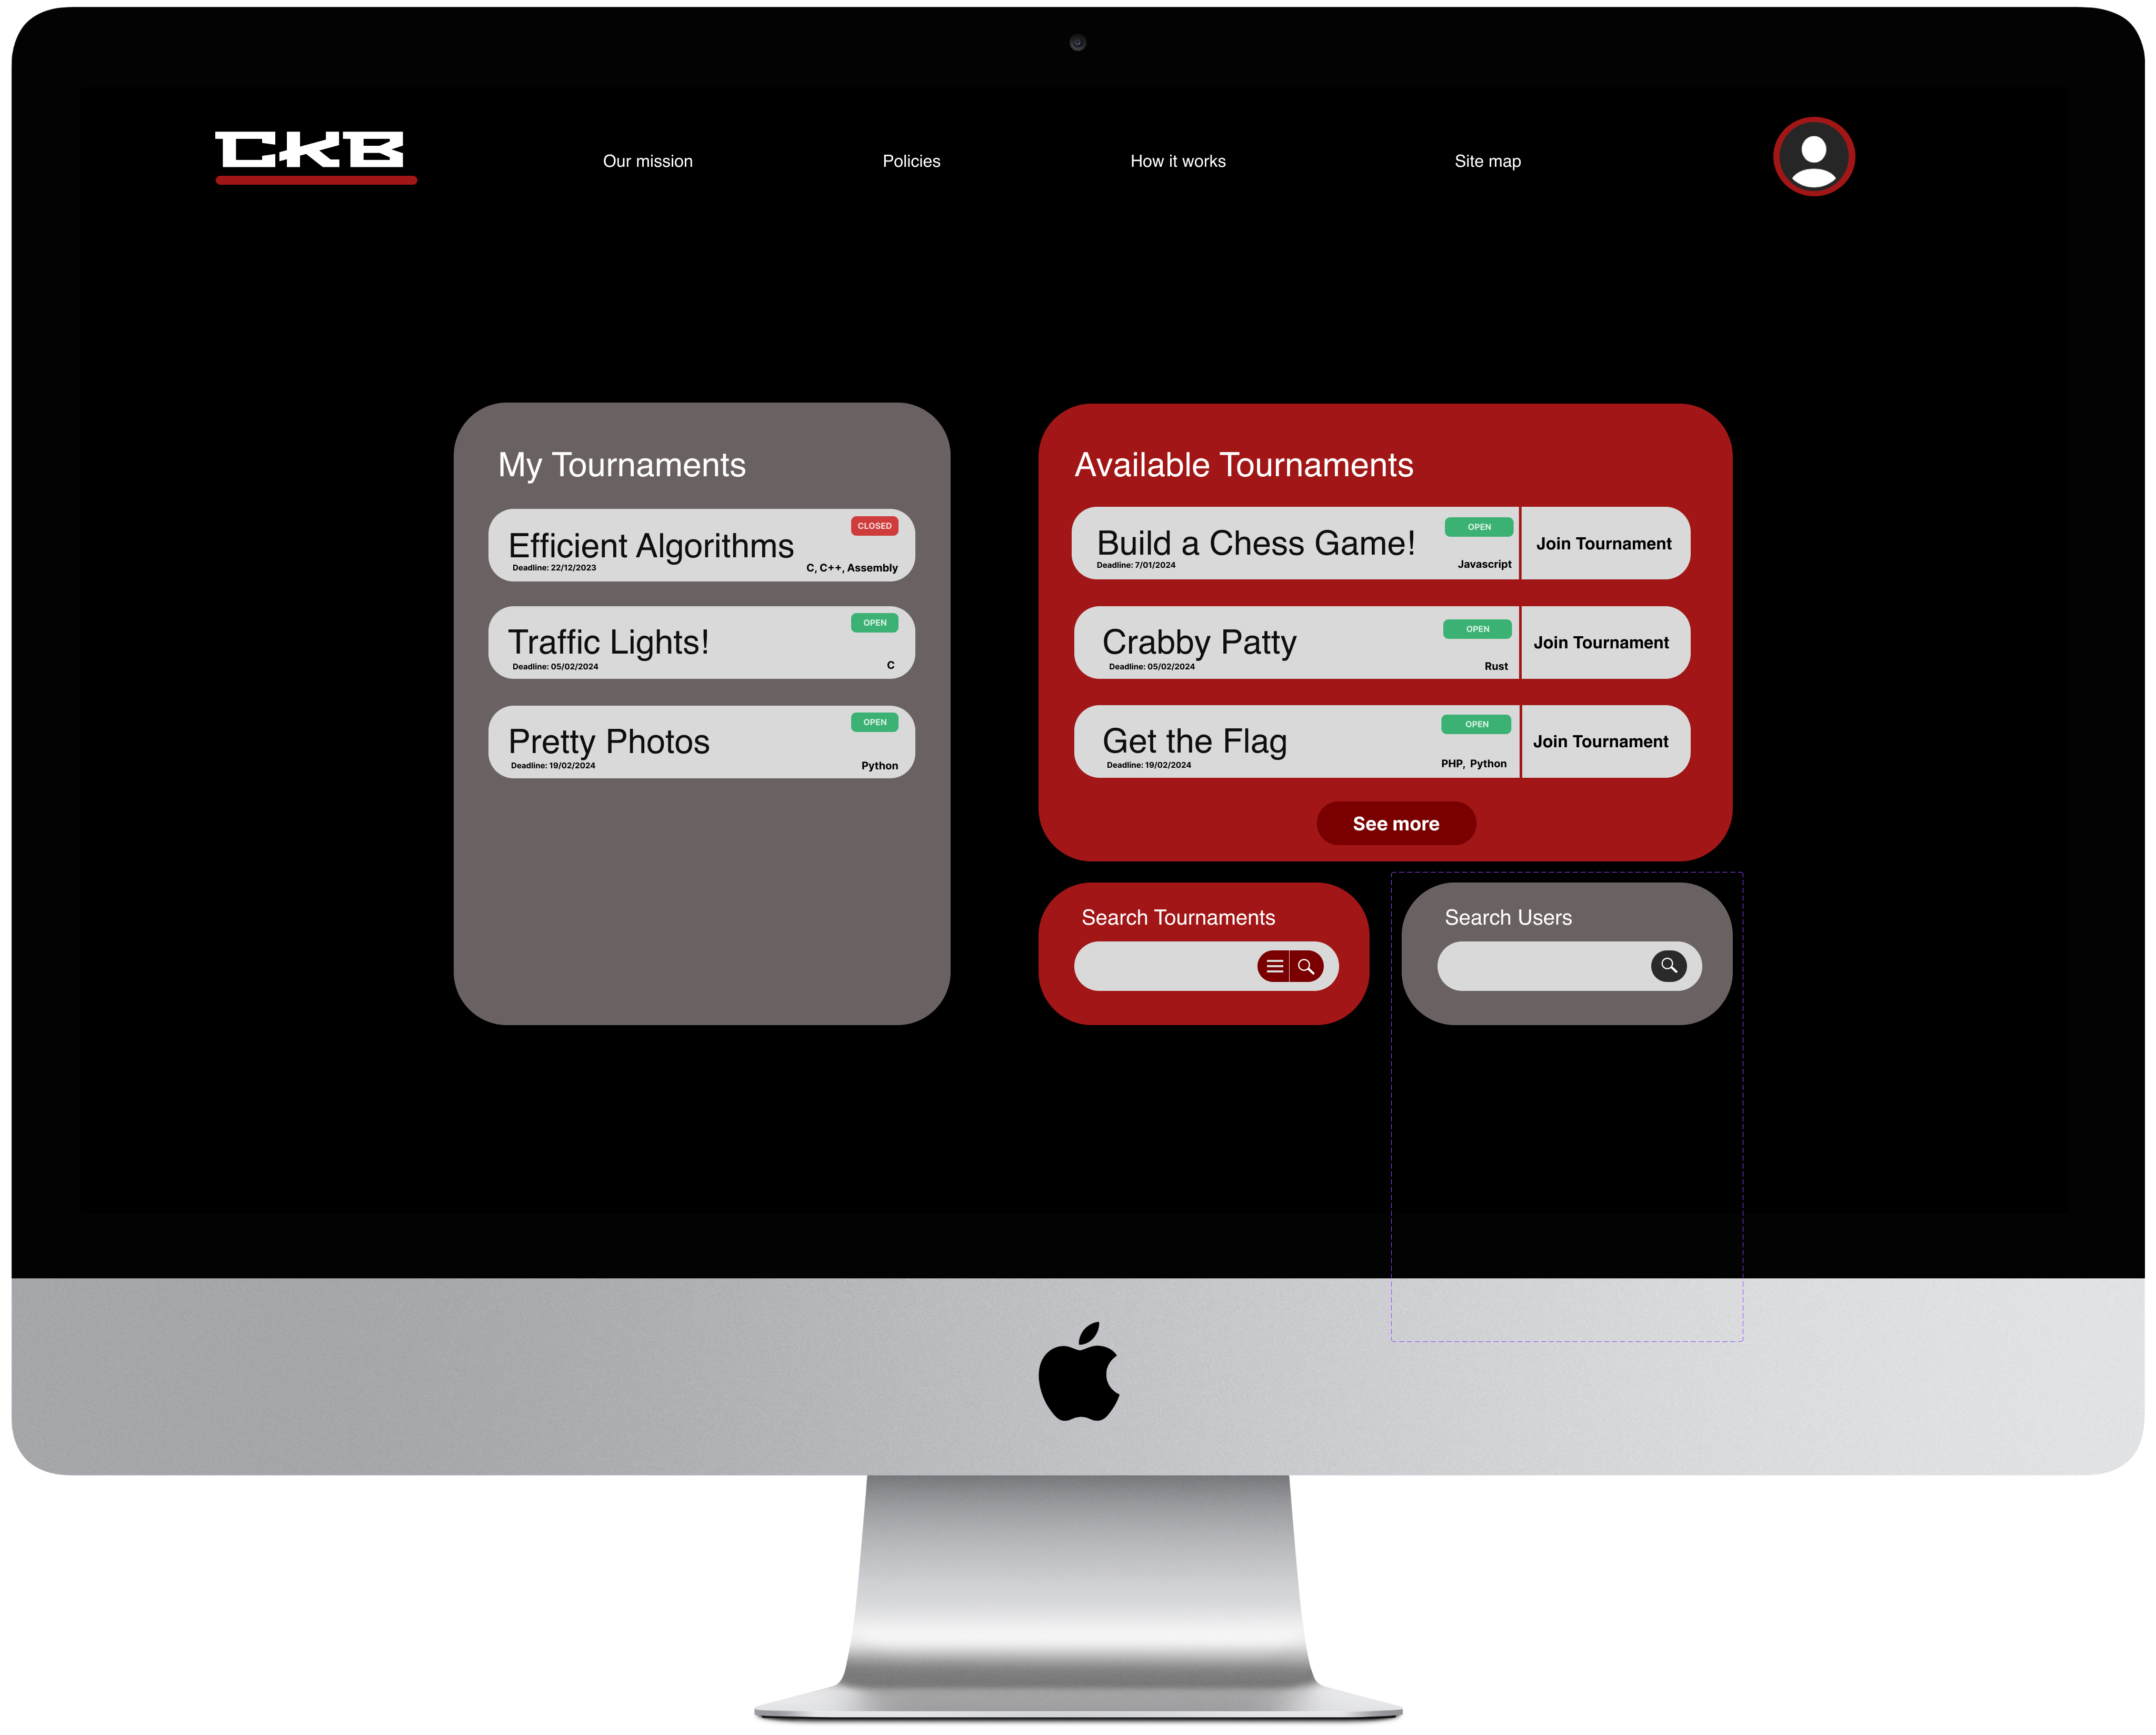 CKB
Our mission
Policies
How it works
Site map
My Tournaments
CLOSED
Efficient Algorithms
Deadline: 22/12/2023
C, C++, Assembly
OPEN
Traffic Lights!
Deadline: 05/02/2024
C
OPEN
Pretty Photos
Deadline: 19/02/2024
Python
Available Tournaments
OPEN
Build a Chess Game!
Join Tournament
Deadline: 7/01/2024
Javascript
OPEN
Crabby Patty
Join Tournament
Deadline: 05/02/2024
Rust
OPEN
Get the Flag
Join Tournament
Deadline: 19/02/2024
PHP, Python
See more
Search Tournaments
Search Users